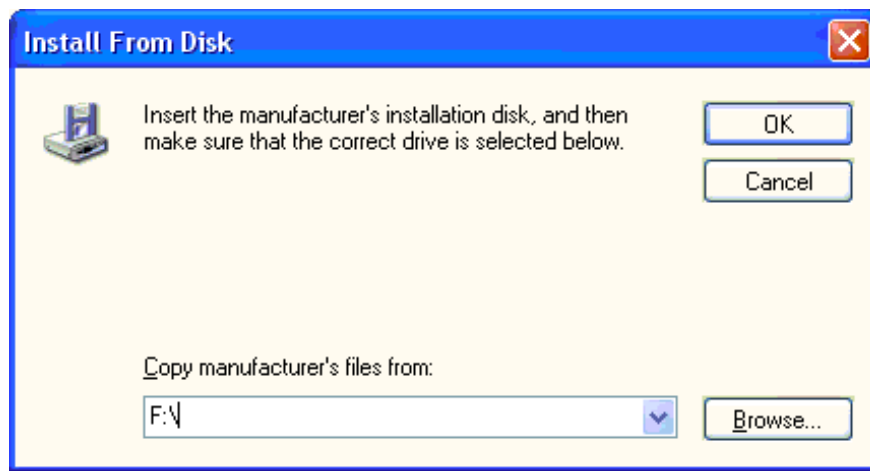 Install From Disk
Insert the manufacturer's installation disk, and then
make sure that the correct drive is selected below.
OK
Cancel
Copy manufacturer's files from:
F:\
Browse...